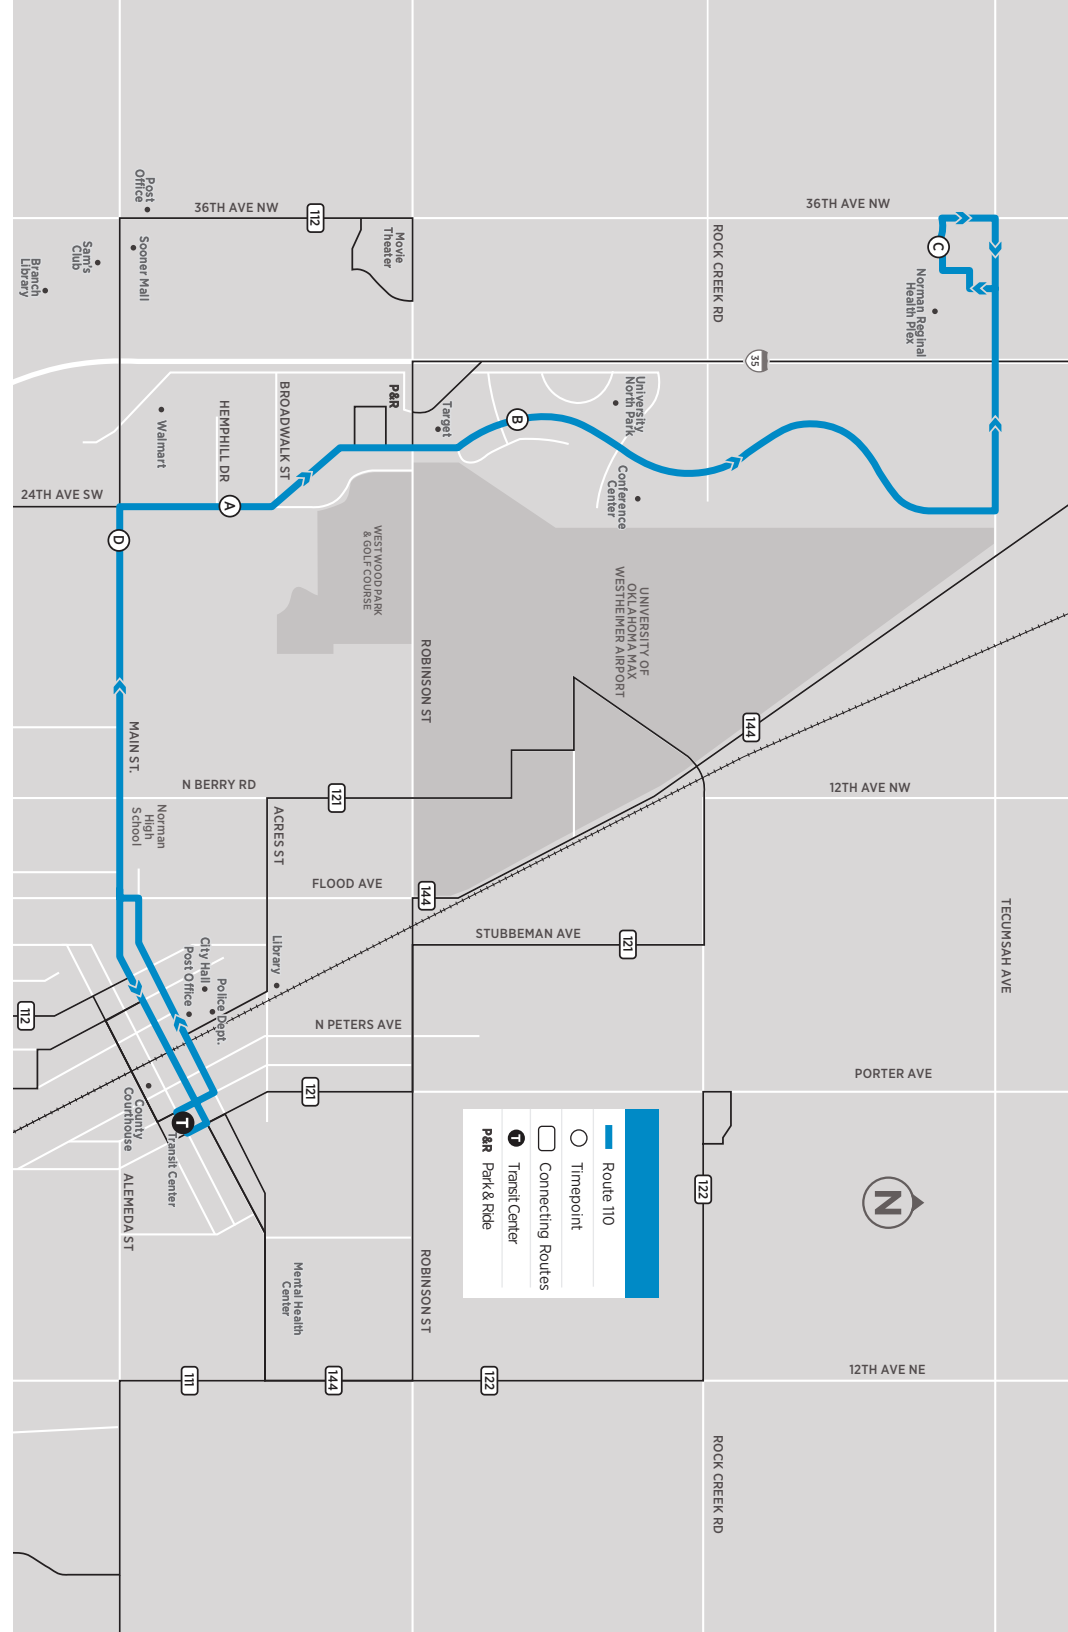 Post
Office
36TH AVE NW
112
Movie
Theater
Sooner Mall
Sam's
Club
Branch
Library
36TH AVE NW
ROCK CREEK RD
C
Norman Reginal
Health Plex
35
P&R
BROADWALK ST
HEMPHILL DR
Walmart
Target
B
University
North Park
Conference
Center
24TH AVE SW
A
D
WESTWOOD PARK
& GOLF COURSE
UNIVERSITY OF
OKLAHOMA MAX
WESTHEIMER AIRPORT
ROBINSON ST
144
MAIN ST.
N BERRY RD
121
12TH AVE NW
Norman
High
School
ACRES ST
FLOOD AVE
144
STUBBEMAN AVE
121
TECUMSAH AVE
Library
City Hall
Post Office
Police Dept.
112
N PETERS AVE
PORTER AVE
121
County
Courthouse
T
Transit Center
ALEMEDA ST
Route 110
Timepoint
Connecting Routes
T
Transit Center
P&R
Park & Ride
122
N
ROBINSON ST
Mental Health
Center
111
144
122
12TH AVE NE
ROCK CREEK RD